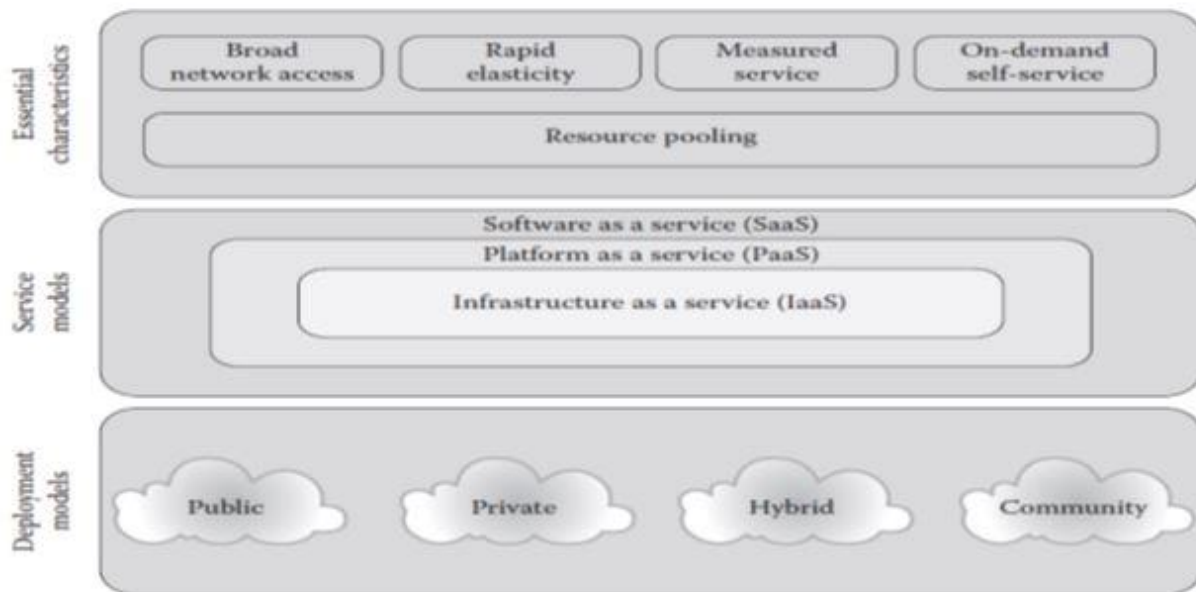 Essential
characteristics
Broad
network access
Rapid
elasticity
Measured
service
On-demand
self-service
Resource pooling
Service
models
Software as a service (SaaS)
Platform as a service (PaaS)
Infrastructure as a service (IaaS)
Deployment
models
Public
Private
Hybrid
Community